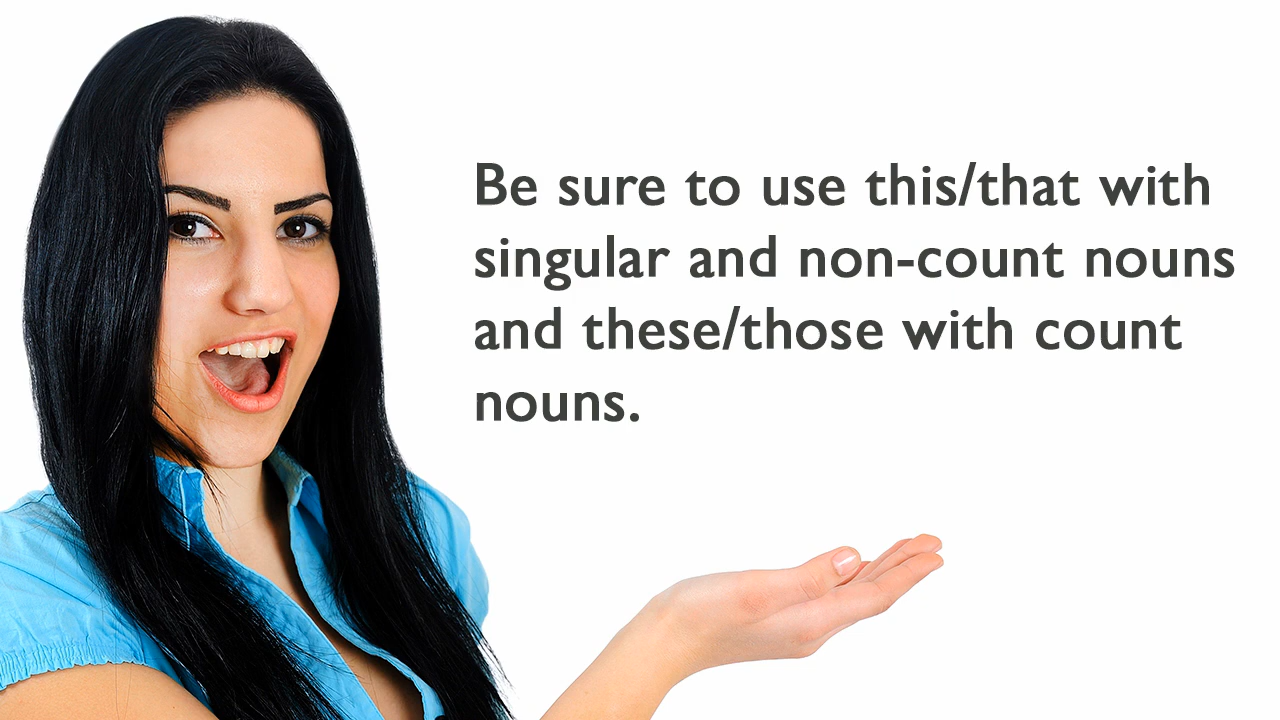 Be sure to use this/that with
singular and non-count nouns
and these/those with count
nouns.